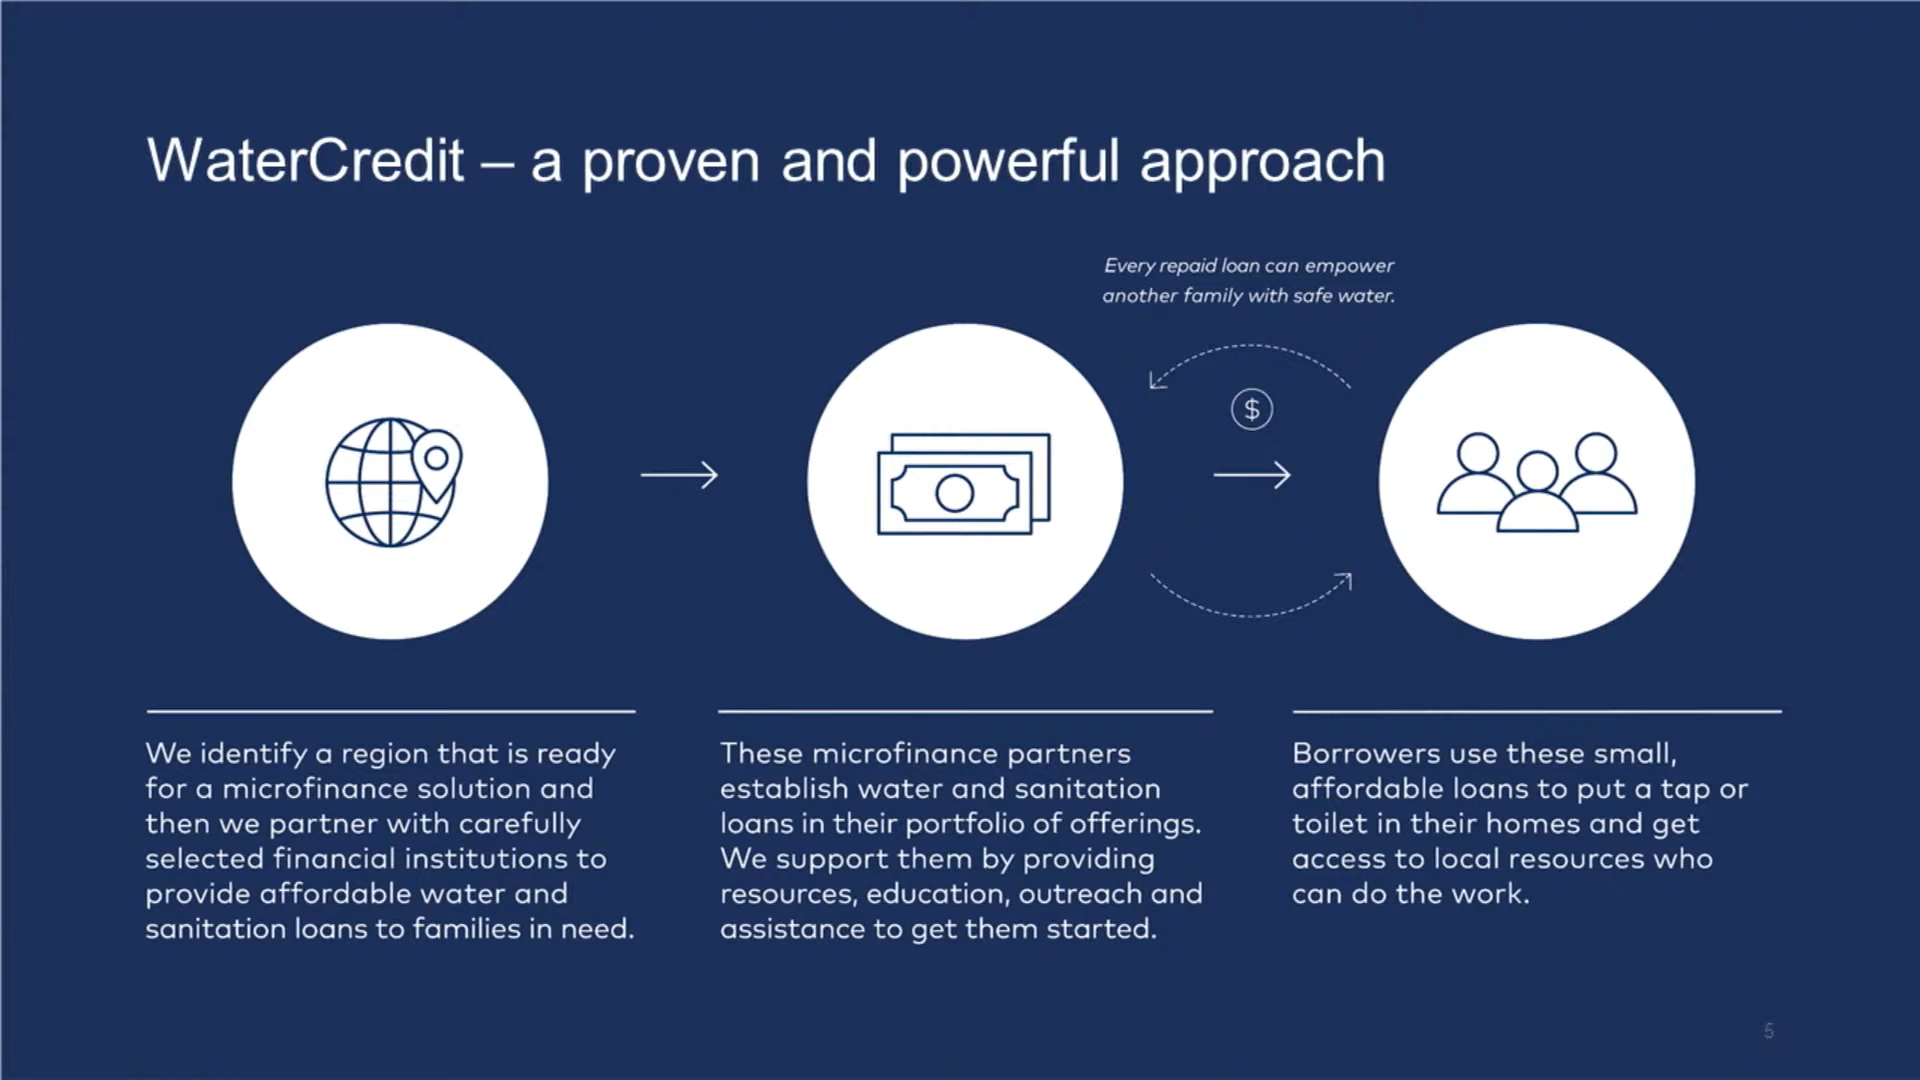 WaterCredit – a proven and powerful approach
Every repaid loan can empower
another family with safe water.
$
We identify a region that is ready
for a microfinance solution and
then we partner with carefully
selected financial institutions to
provide affordable water and
sanitation loans to families in need.
These microfinance partners
establish water and sanitation
loans in their portfolio of offerings.
We support them by providing
resources, education, outreach and
assistance to get them started.
Borrowers use these small,
affordable loans to put a tap or
toilet in their homes and get
access to local resources who
can do the work.
5